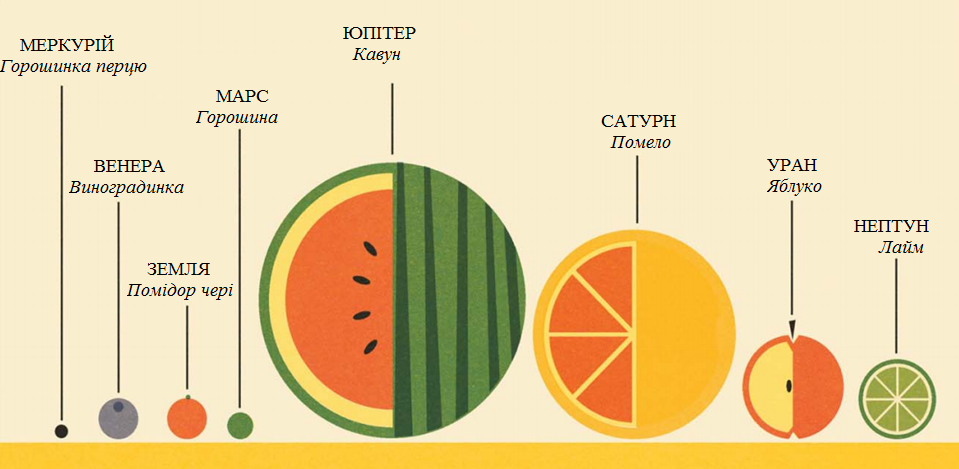 МЕРКУРІЙ
Горошинка перцю
ВЕНЕРА
Виноградинка
ЗЕМЛЯ
Помідор чері
МАРС
Горошина
ЮПІТЕР
Кавун
САТУРН
Помело
УРАН
Яблуко
НЕПТУН
Лайм